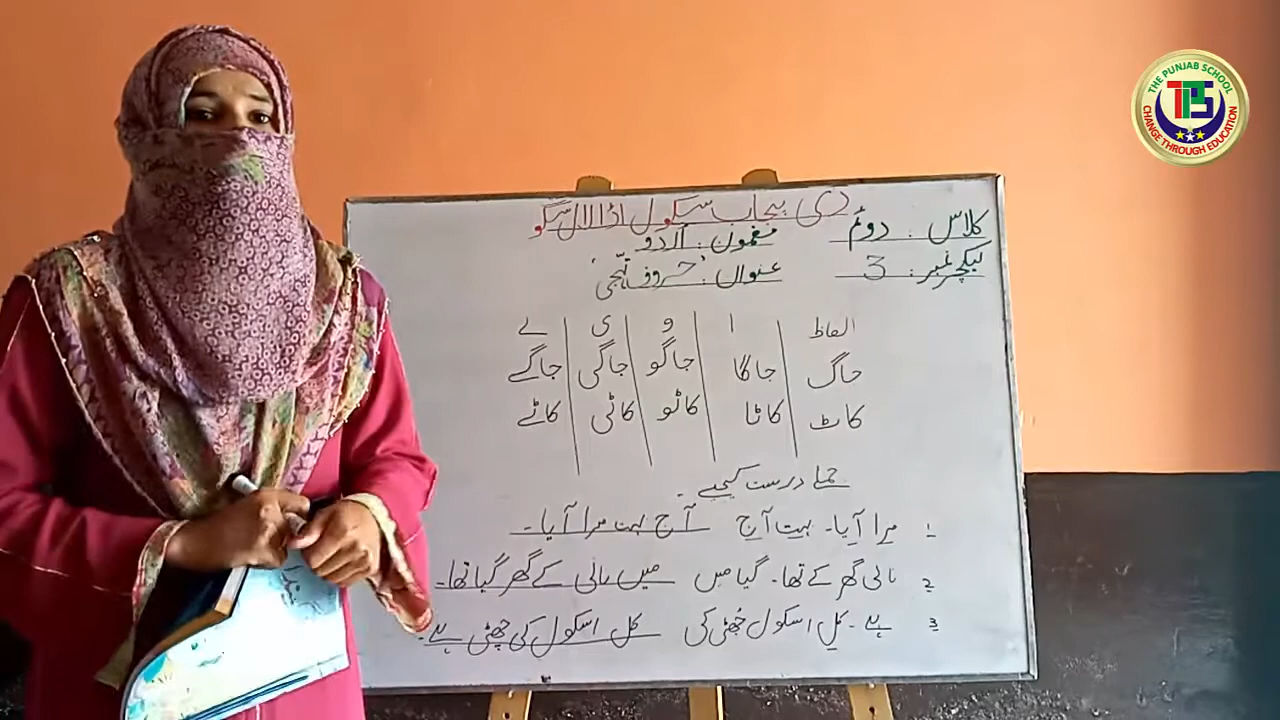 دی پنجاب سکول اڈا لال سگو
کلاس : دوئم
مضمون : اُردو
لیکچر نمبر : 3
عنوان : 'حروف تہجی'
الفاظ ا و ی ے
جاگ جاگا جاگو جاگی جاگے
کاٹ کاٹا کاٹو کاٹی کاٹے
جملے درست کیجیے -
1- مزا آیا۔ بہت آج آج بہت مزا آیا۔
2- نانی گھر کے تھا۔ گیا میں میں نانی کے گھر گیا تھا۔
3- ہے ۔ کل اسکول چُھٹی کی کل اسکول کی چھٹی ہے۔
THE PUNJAB SCHOOL
TPS
CHANGE THROUGH EDUCATION